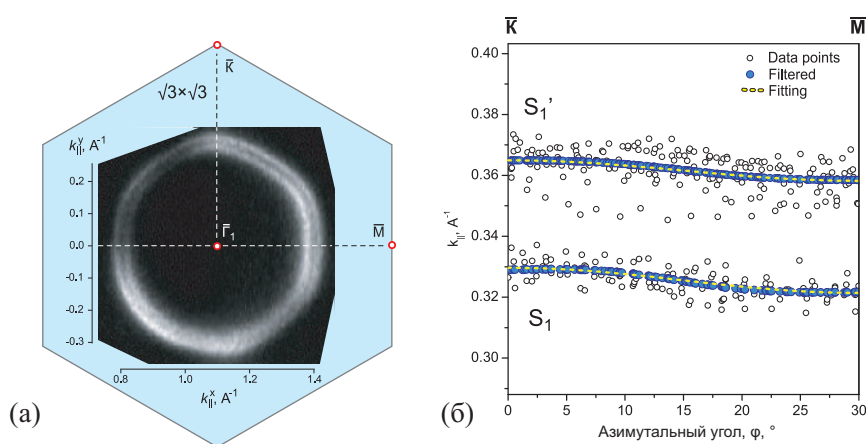 K̅
√3×√3
k∥ʸ, A⁻¹
0.2
0.1
0.0
-0.1
-0.2
-0.3
Γ̅₁
M̅
0.8 1.0 1.2 1.4
k∥ˣ, A⁻¹
(а)
K̅ M̅
0.40
0.38
0.36
0.33
0.32
0.30
k∥, A⁻¹
Data points
Filtered
Fitting
S₁’
S₁
0 5 10 15 20 25 30
Азимутальный угол, φ, °
(б)